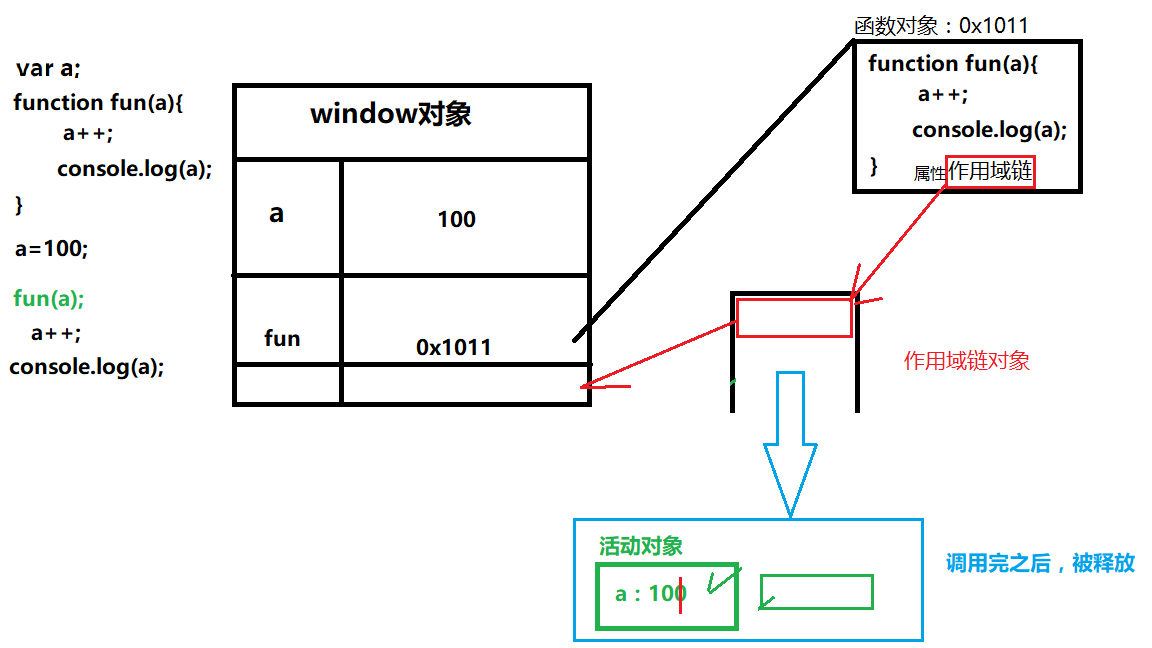 var a;
function fun(a){
a++;
console.log(a);
}
a=100;
fun(a);
a++;
console.log(a);
window对象
a
100
fun
0x1011
函数对象：0x1011
function fun(a){
a++;
console.log(a);
}
属性作用域链
作用域链对象
活动对象
a：100
调用完之后，被释放